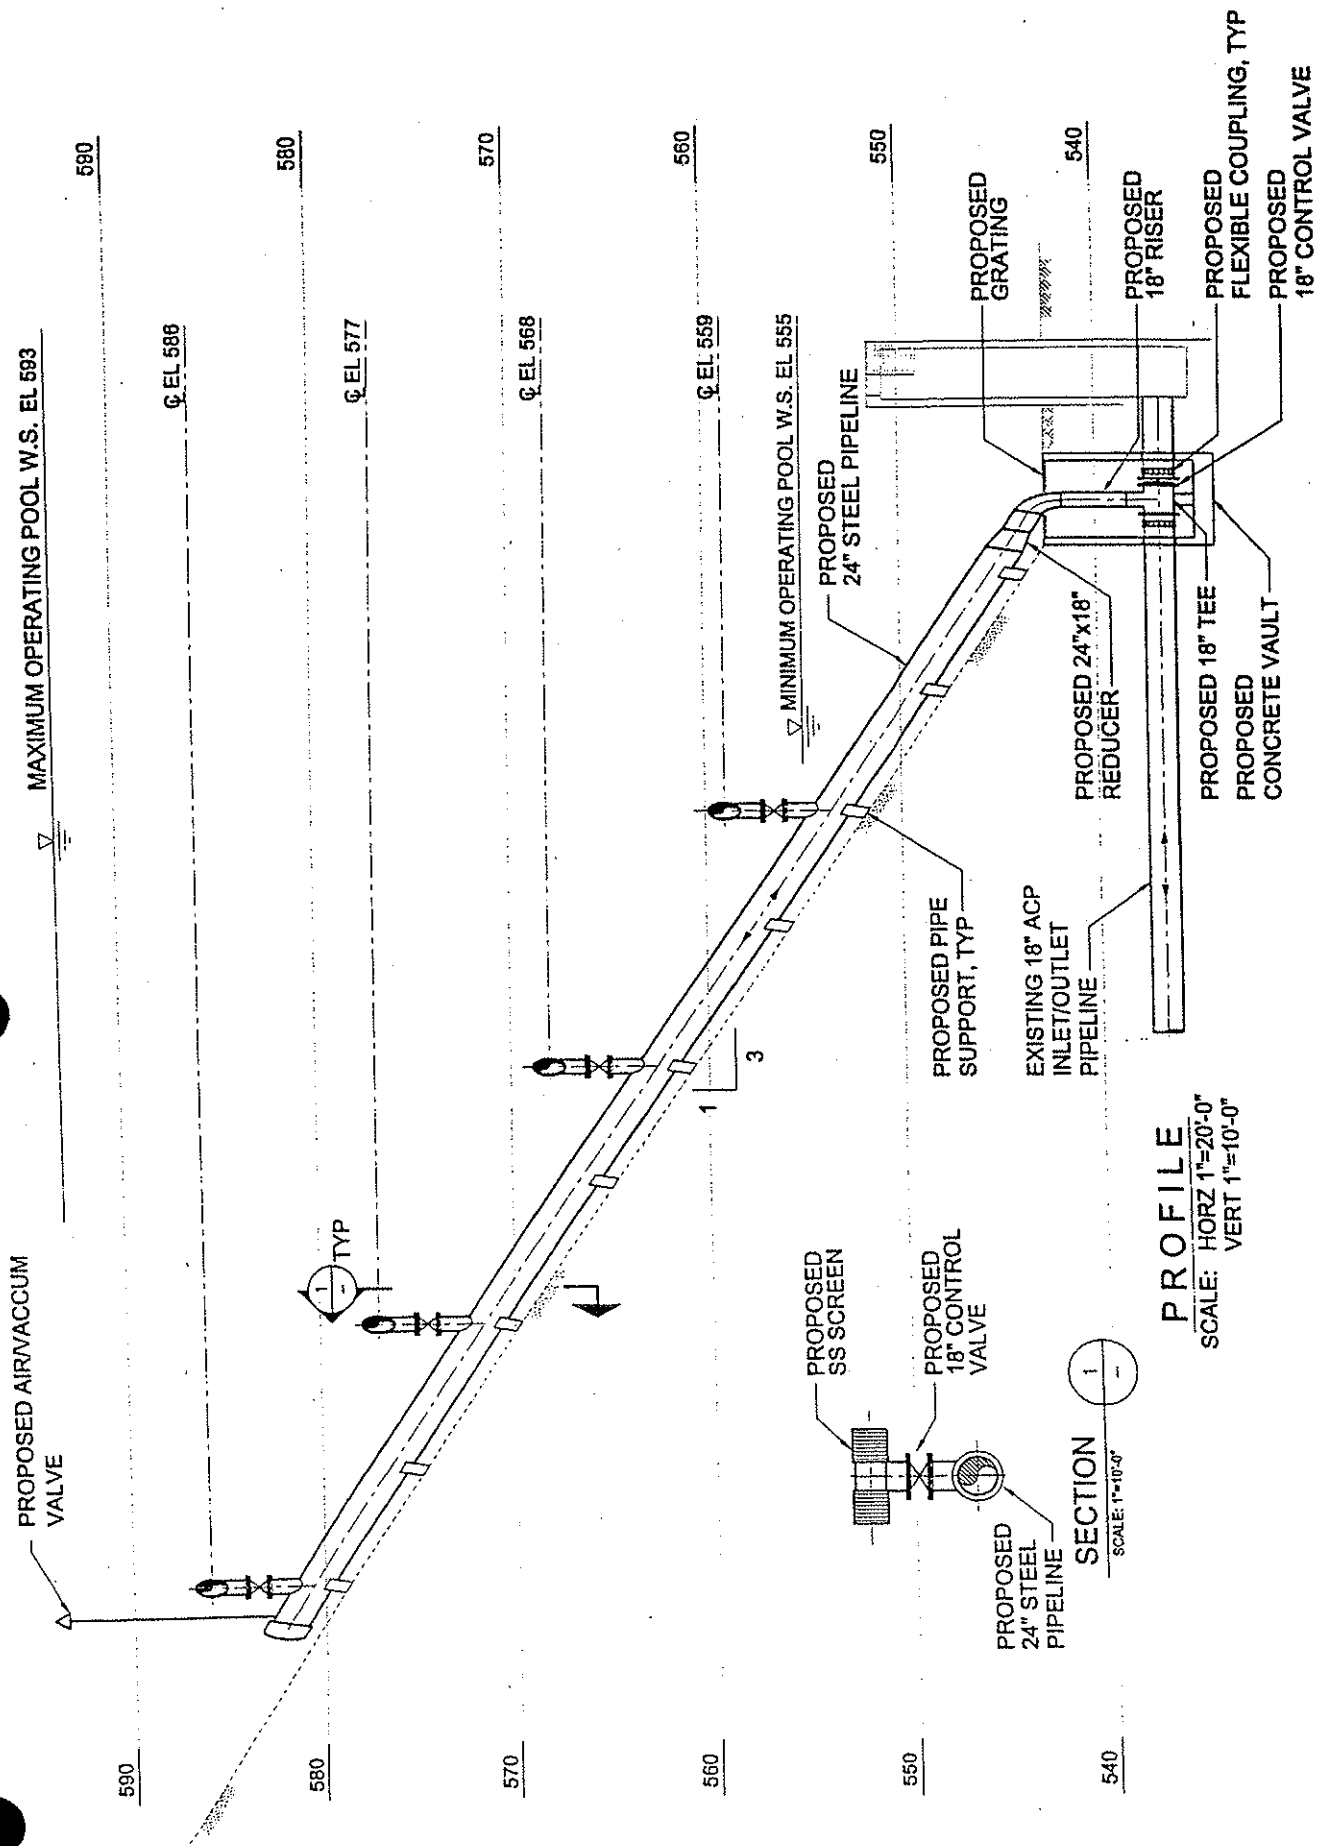 MAXIMUM OPERATING POOL W.S. EL 593
PROPOSED AIR/VACCUM
VALVE
590
590
℄ EL 586
580
580
℄ EL 577
1
–
TYP
570
570
℄ EL 568
560
560
℄ EL 559
MINIMUM OPERATING POOL W.S. EL 555
PROPOSED
24" STEEL PIPELINE
550
550
1
3
PROPOSED
GRATING
PROPOSED PIPE
SUPPORT, TYP
540
540
PROPOSED
18" RISER
PROPOSED
FLEXIBLE COUPLING, TYP
PROPOSED
18" CONTROL VALVE
PROPOSED 24"x18"
REDUCER
PROPOSED 18" TEE
PROPOSED
CONCRETE VAULT
EXISTING 18" ACP
INLET/OUTLET
PIPELINE
PROPOSED
SS SCREEN
PROPOSED
18" CONTROL
VALVE
PROPOSED
24" STEEL
PIPELINE
SECTION
1
–
SCALE: 1"=10'-0"
PROFILE
SCALE: HORZ 1"=20'-0"
VERT 1"=10'-0"